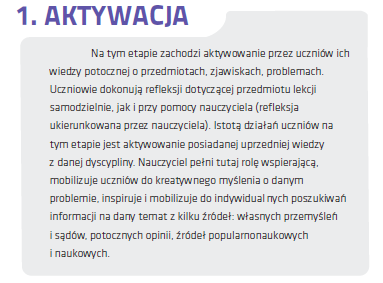 1. AKTYWACJA
Na tym etapie zachodzi aktywowanie przez uczniów ich
wiedzy potocznej o przedmiotach, zjawiskach, problemach.
Uczniowie dokonują refleksji dotyczącej przedmiotu lekcji
samodzielnie, jak i przy pomocy nauczyciela (refleksja
ukierunkowana przez nauczyciela). Istotą działań uczniów na
tym etapie jest aktywowanie posiadanej uprzedniej wiedzy
z danej dyscypliny. Nauczyciel pełni tutaj rolę wspierającą,
mobilizuje uczniów do kreatywnego myślenia o danym
problemie, inspiruje i mobilizuje do indywidualnych poszukiwań
informacji na dany temat z kilku źródeł: własnych przemyśleń
i sądów, potocznych opinii, źródeł popularnonaukowych
i naukowych.